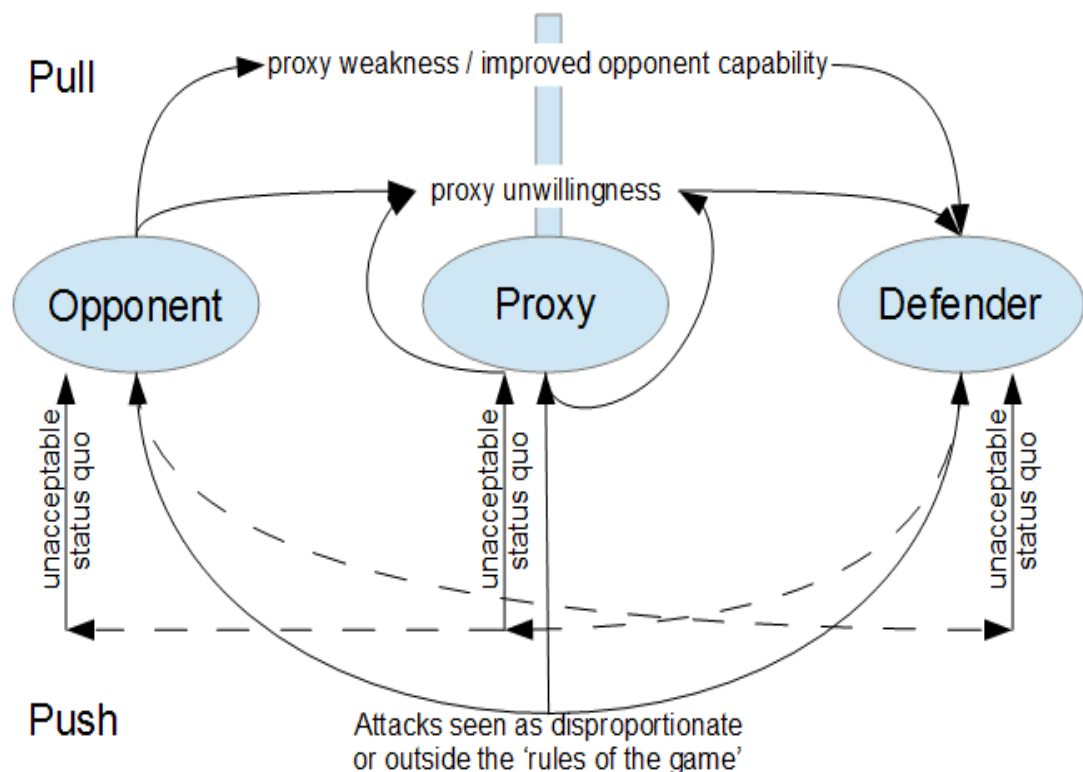 Pull
proxy weakness / improved opponent capability
proxy unwillingness
Opponent
Proxy
Defender
unacceptable
status quo
unacceptable
status quo
unacceptable
status quo
Push
Attacks seen as disproportionate
or outside the ‘rules of the game’